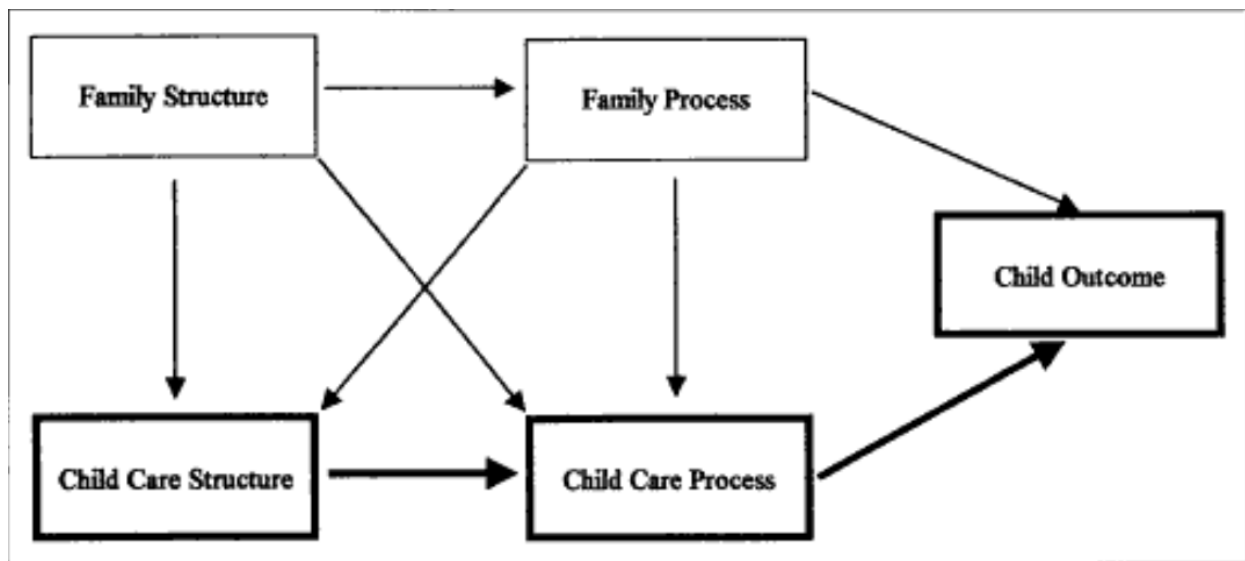 Family Structure
Family Process
Child Outcome
Child Care Structure
Child Care Process